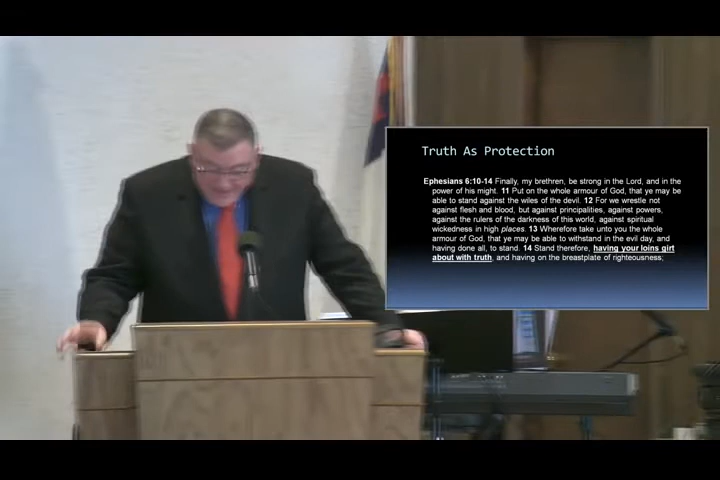 Truth As Protection
Ephesians 6:10-14 Finally, my brethren, be strong in the Lord, and in the
power of his might. 11 Put on the whole armour of God, that ye may be
able to stand against the wiles of the devil. 12 For we wrestle not
against flesh and blood, but against principalities, against powers,
against the rulers of the darkness of this world, against spiritual
wickedness in high places. 13 Wherefore take unto you the whole
armour of God, that ye may be able to withstand in the evil day, and
having done all, to stand. 14 Stand therefore, having your loins girt
about with truth, and having on the breastplate of righteousness;